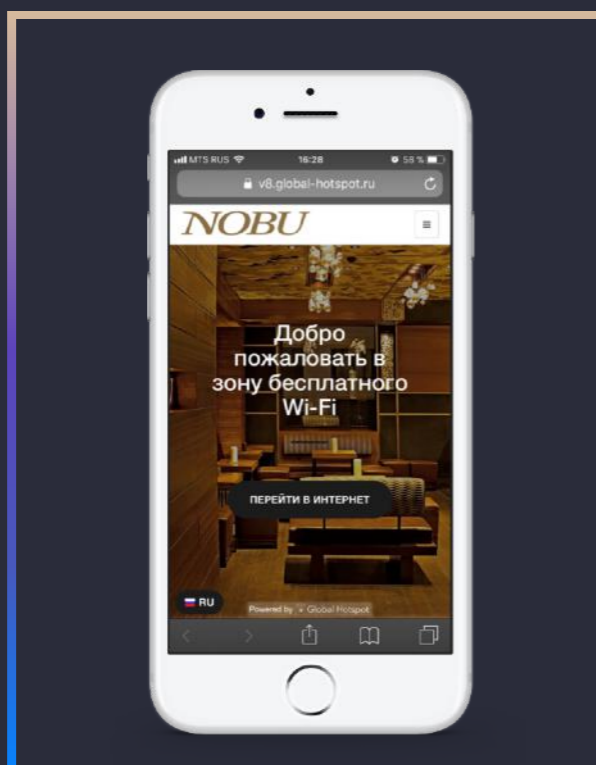 MTS RUS 16:28 58 %
v8.global-hotspot.ru
NOBU
Добро
пожаловать в
зону бесплатного
Wi-Fi
ПЕРЕЙТИ В ИНТЕРНЕТ
RU
Powered by Global Hotspot